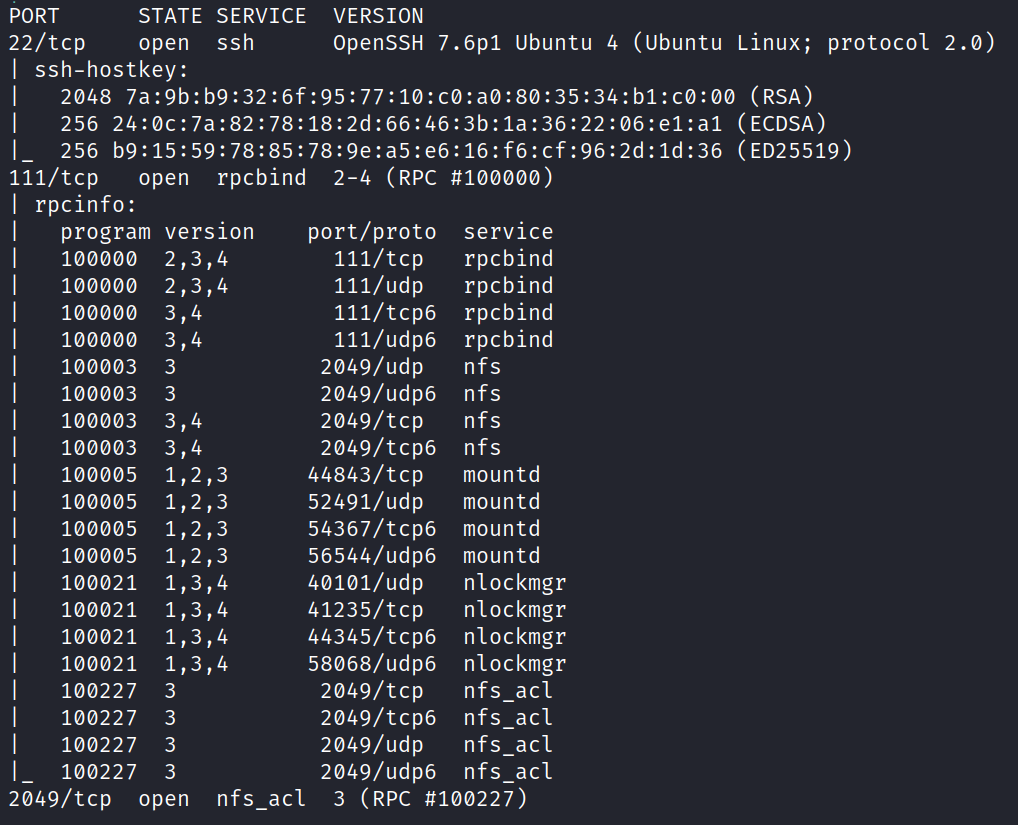 PORT      STATE SERVICE  VERSION
22/tcp    open  ssh      OpenSSH 7.6p1 Ubuntu 4 (Ubuntu Linux; protocol 2.0)
| ssh-hostkey:
|   2048 7a:9b:b9:32:6f:95:77:10:c0:a0:80:35:34:b1:c0:00 (RSA)
|   256 24:0c:7a:82:78:18:2d:66:46:3b:1a:36:22:06:e1:a1 (ECDSA)
|_  256 b9:15:59:78:85:78:9e:a5:e6:16:f6:cf:96:2d:1d:36 (ED25519)
111/tcp   open  rpcbind  2-4 (RPC #100000)
| rpcinfo:
|   program version    port/proto  service
|   100000  2,3,4        111/tcp   rpcbind
|   100000  2,3,4        111/udp   rpcbind
|   100000  3,4          111/tcp6  rpcbind
|   100000  3,4          111/udp6  rpcbind
|   100003  3           2049/udp   nfs
|   100003  3           2049/udp6  nfs
|   100003  3,4         2049/tcp   nfs
|   100003  3,4         2049/tcp6  nfs
|   100005  1,2,3      44843/tcp   mountd
|   100005  1,2,3      52491/udp   mountd
|   100005  1,2,3      54367/tcp6  mountd
|   100005  1,2,3      56544/udp6  mountd
|   100021  1,3,4      40101/udp   nlockmgr
|   100021  1,3,4      41235/tcp   nlockmgr
|   100021  1,3,4      44345/tcp6  nlockmgr
|   100021  1,3,4      58068/udp6  nlockmgr
|   100227  3           2049/tcp   nfs_acl
|   100227  3           2049/tcp6  nfs_acl
|   100227  3           2049/udp   nfs_acl
|_  100227  3           2049/udp6  nfs_acl
2049/tcp  open  nfs_acl  3 (RPC #100227)